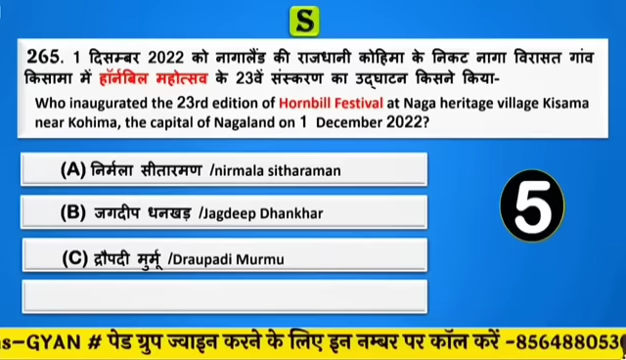 S
265. 1 दिसम्बर 2022 को नागालैंड की राजधानी कोहिमा के निकट नागा विरासत गांव
किसामा में हॉर्नबिल महोत्सव के 23वें संस्करण का उद्घाटन किसने किया-
Who inaugurated the 23rd edition of Hornbill Festival at Naga heritage village Kisama
near Kohima, the capital of Nagaland on 1 December 2022?
(A) निर्मला सीतारमण /nirmala sitharaman
(B) जगदीप धनखड़ /Jagdeep Dhankhar
5
(C) द्रौपदी मुर्मू /Draupadi Murmu
s-GYAN # पेड ग्रुप ज्वाइन करने के लिए इन नम्बर पर कॉल करें -856488053